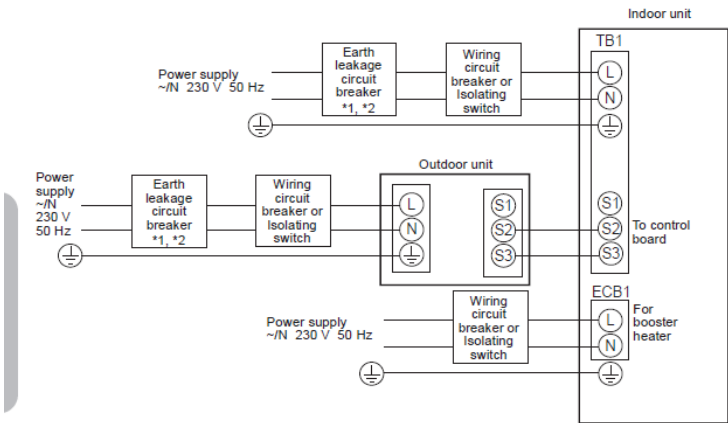 Indoor unit
TB1
Power supply
~/N 230 V 50 Hz
Earth
leakage
circuit
breaker
*1, *2
Wiring
circuit
breaker or
Isolating
switch
L
N
Outdoor unit
Power
supply
~/N
230 V
50 Hz
Earth
leakage
circuit
breaker
*1, *2
Wiring
circuit
breaker or
Isolating
switch
L
N
S1
S2
S3
S1
S2
S3
To control
board
ECB1
Power supply
~/N 230 V 50 Hz
Wiring
circuit
breaker or
Isolating
switch
L
N
For
booster
heater